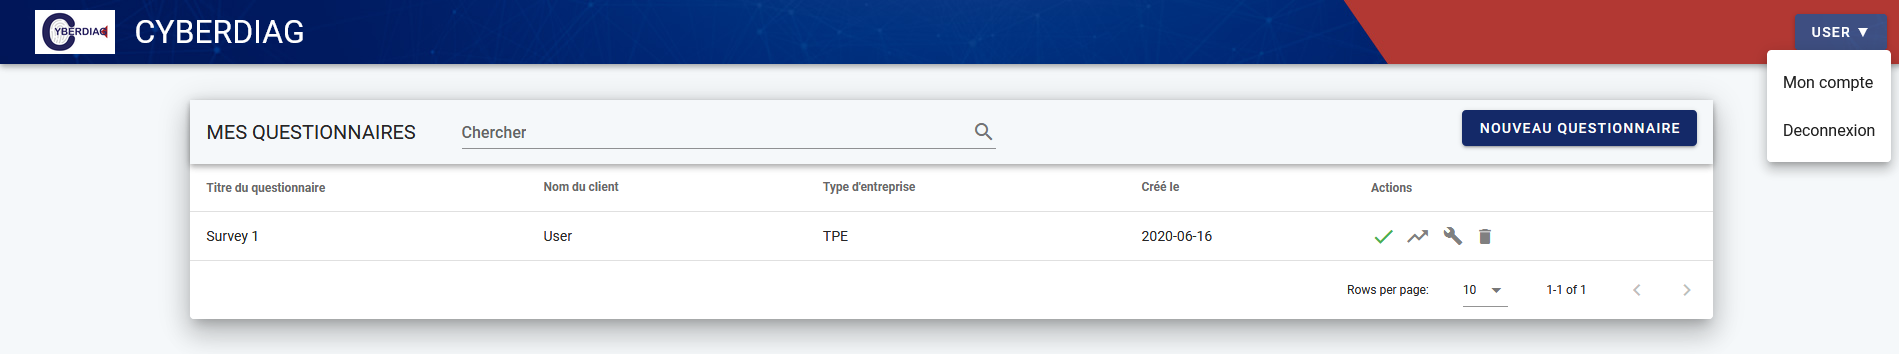 CYBERDIAG
CYBERDIAG
USER ▼
Mon compte
Deconnexion
MES QUESTIONNAIRES
Chercher
NOUVEAU QUESTIONNAIRE
Titre du questionnaire Nom du client Type d'entreprise Créé le Actions
Survey 1 User TPE 2020-06-16
Rows per page: 10 1-1 of 1